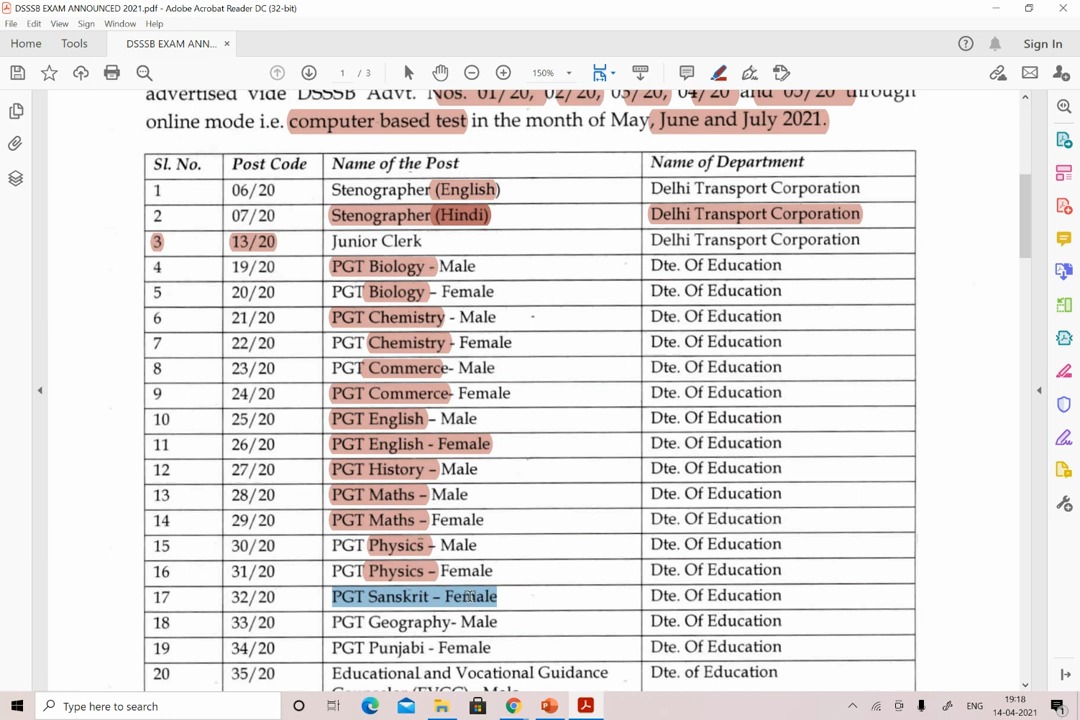 DSSSB EXAM ANNOUNCED 2021.pdf - Adobe Acrobat Reader DC (32-bit)
File Edit View Sign Window Help
Home Tools DSSSB EXAM ANN... × Sign In
1 / 3 150%
advertised vide DSSSB Advt. Nos. 01/20, 02/20, 03/20, 04/20 and 05/20 through
online mode i.e. computer based test in the month of May, June and July 2021.
Sl. No. Post Code Name of the Post Name of Department
1 06/20 Stenographer (English) Delhi Transport Corporation
2 07/20 Stenographer (Hindi) Delhi Transport Corporation
3 13/20 Junior Clerk Delhi Transport Corporation
4 19/20 PGT Biology - Male Dte. Of Education
5 20/20 PGT Biology – Female Dte. Of Education
6 21/20 PGT Chemistry - Male Dte. Of Education
7 22/20 PGT Chemistry - Female Dte. Of Education
8 23/20 PGT Commerce- Male Dte. Of Education
9 24/20 PGT Commerce- Female Dte. Of Education
10 25/20 PGT English – Male Dte. Of Education
11 26/20 PGT English - Female Dte. Of Education
12 27/20 PGT History – Male Dte. Of Education
13 28/20 PGT Maths – Male Dte. Of Education
14 29/20 PGT Maths – Female Dte. Of Education
15 30/20 PGT Physics – Male Dte. Of Education
16 31/20 PGT Physics – Female Dte. Of Education
17 32/20 PGT Sanskrit – Female Dte. Of Education
18 33/20 PGT Geography- Male Dte. Of Education
19 34/20 PGT Punjabi - Female Dte. Of Education
20 35/20 Educational and Vocational Guidance Dte. of Education
Type here to search
ENG
19:18
14-04-2021